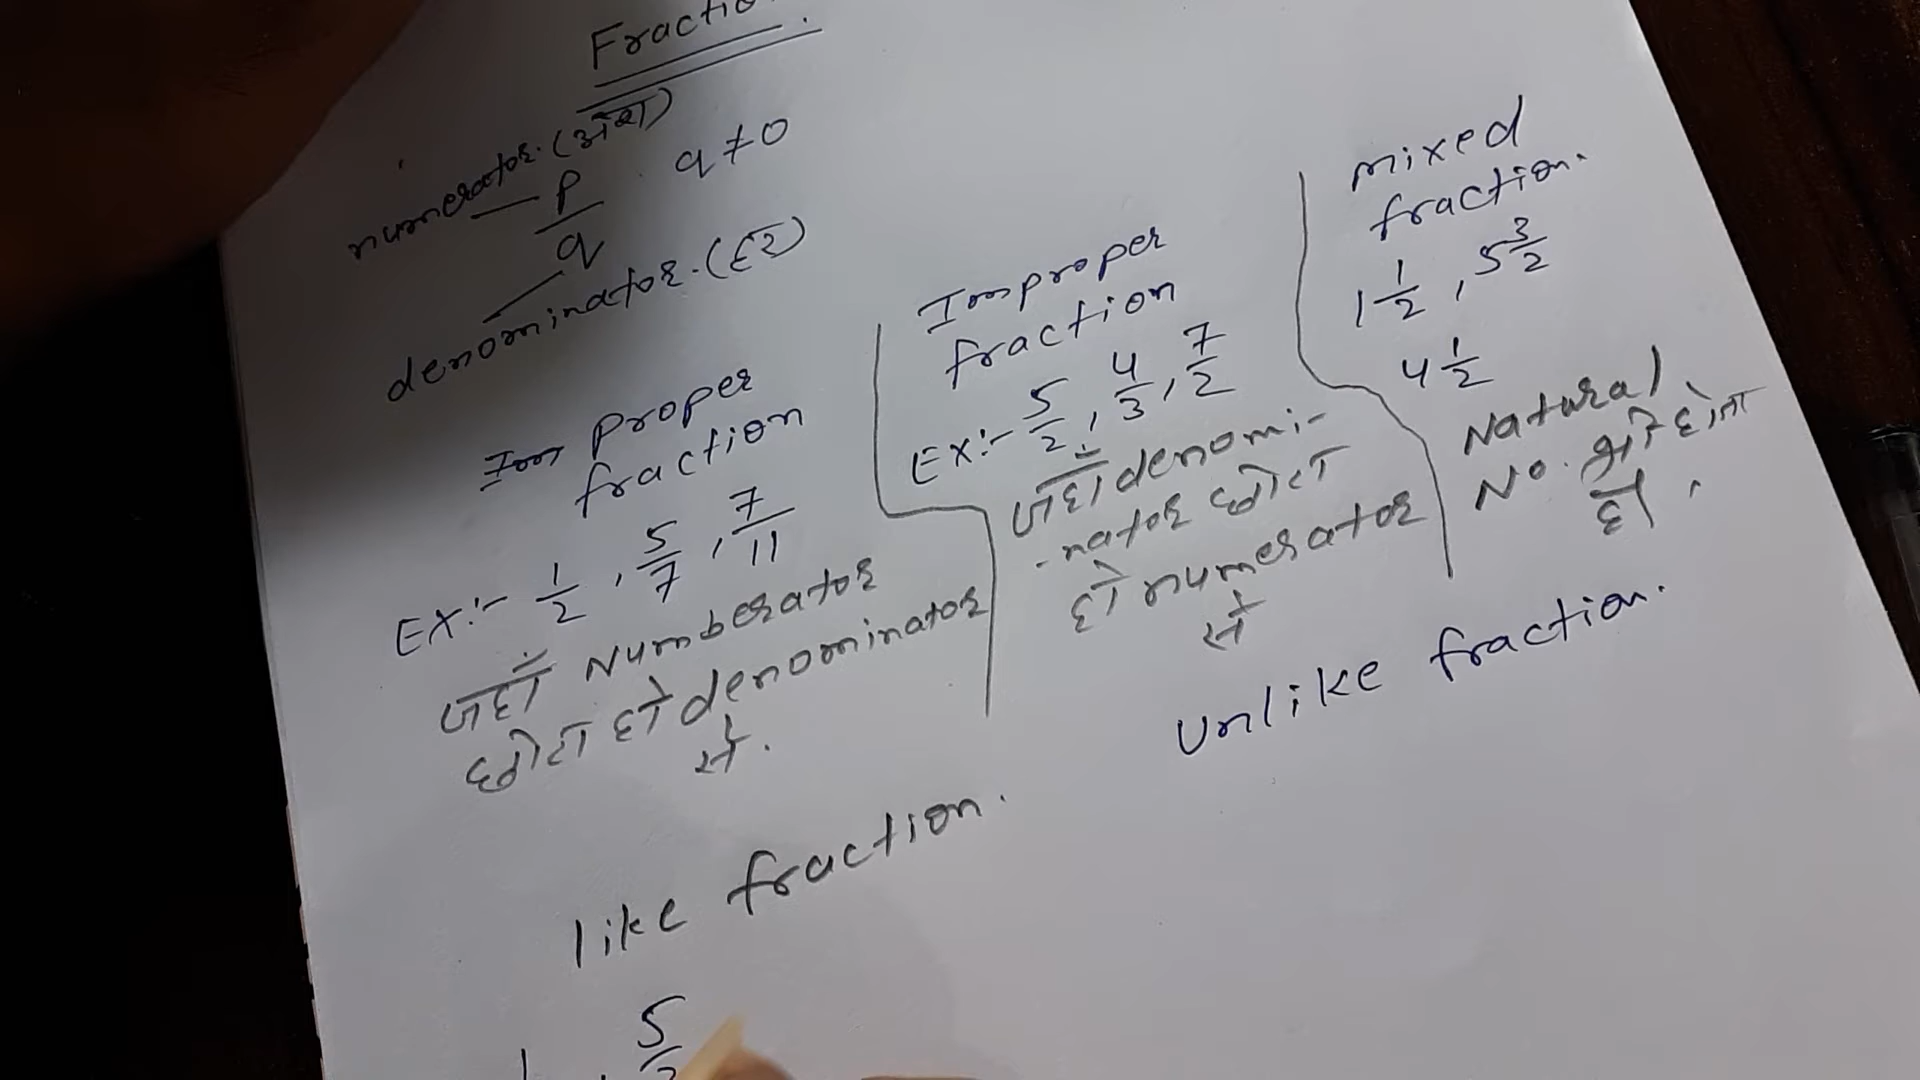 Fractio
numerator. (अंश)
p/q . q ≠ 0
denominator. (हर)
proper
fraction
Ex:- 1/2 , 5/7 , 7/11
जहाँ Numberator
छोटा हो denominator
से.
Improper
fraction
Ex:- 5/2 , 4/3 , 7/2
जहाँ denomi-
-nator छोटा
हो numerator
से
mixed
fraction.
1 1/2 , 5 3/2
4 1/2
Natural
No. भी होता
है ,
like fraction.
unlike fraction.
5